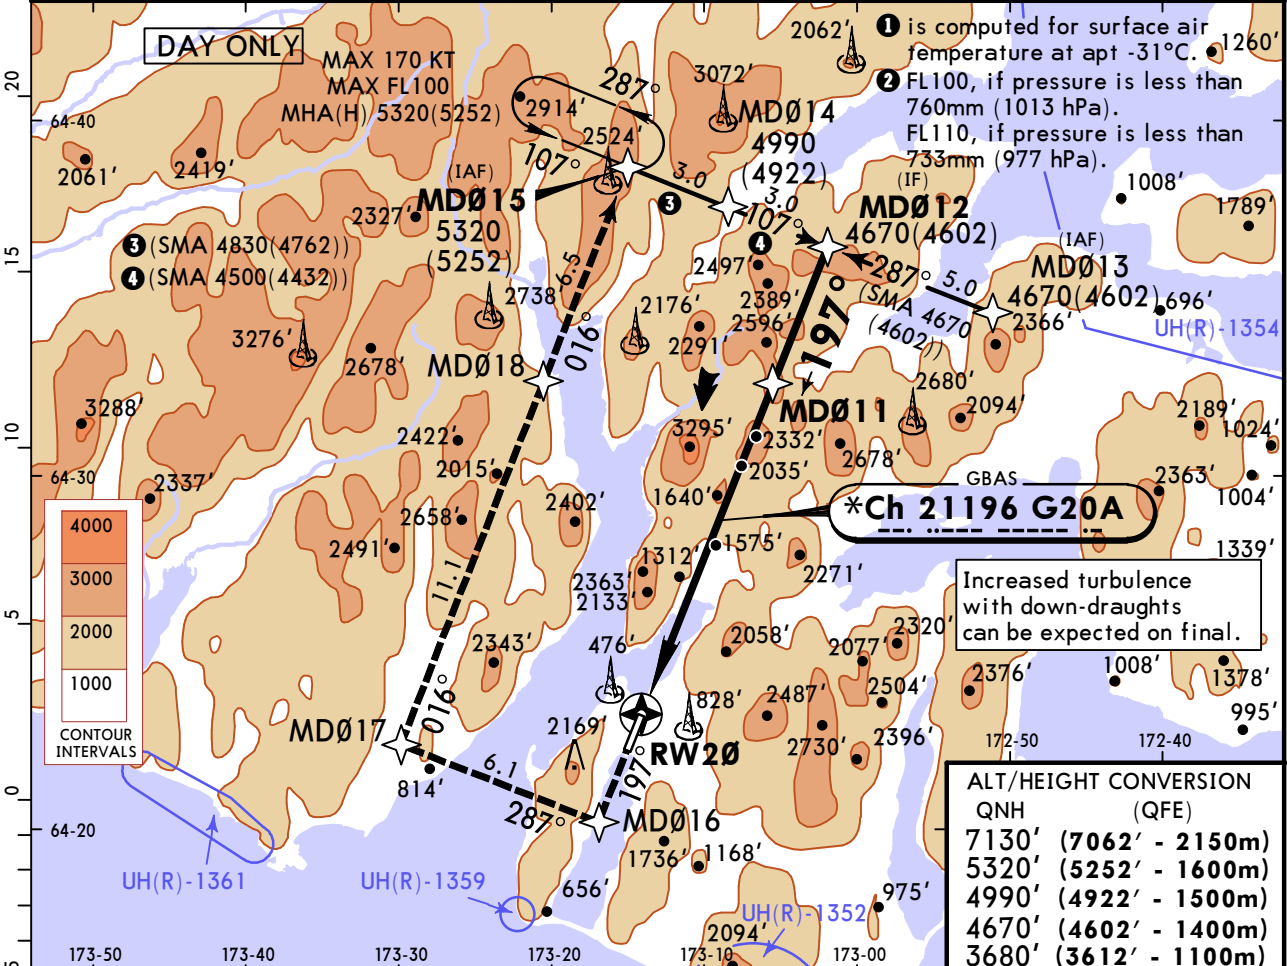 DAY ONLY
MAX 170 KT
MAX FL100
MHA(H) 5320(5252)
2062′
❶ is computed for surface air
temperature at apt -31°C.
❷ FL100, if pressure is less than
760mm (1013 hPa).
FL110, if pressure is less than
733mm (977 hPa).
1260′
20
64-40
2061′
2419′
2914′
287°
3072′
2524′
107°
MDØ14
4990
(4922)
(IAF)
MDØ15
5320
(5252)
2327′
3.0
❸
3.0
107°
(IF)
MDØ12
4670(4602)
1008′
1789′
15
❸ (SMA 4830(4762))
❹ (SMA 4500(4432))
❹
2497′
2389′
2596′
287°
5.0
(SMA 4670
(4602))
(IAF)
MDØ13
4670(4602)
2366′
696′
UH(R)-1354
6.5
016°
2738′
3276′
2678′
2176′
2291′
197°
MDØ18
MDØ11
2680′
2094′
3288′
2422′
2015′
3295′
2332′
2035′
2678′
2189′
1024′
10
64-30
2337′
2402′
1640′
GBAS
*Ch 21196 G20A
2363′
1004′
2658′
2491′
1575′
1312′
2363′
2133′
2271′
1339′
4000
3000
2000
1000
CONTOUR
INTERVALS
11.1
Increased turbulence
with down-draughts
can be expected on final.
5
2343′
476′
2058′
2077′
2320′
2376′
1008′
1378′
016°
MDØ17
2169′
828′
2487′
2504′
2730′
2396′
995′
RW2Ø
197°
172-50
172-40
814′
6.1
287°
MDØ16
0
64-20
1736′
1168′
UH(R)-1361
UH(R)-1359
656′
UH(R)-1352
975′
2094′
ALT/HEIGHT CONVERSION
QNH (QFE)
7130′ (7062′ - 2150m)
5320′ (5252′ - 1600m)
4990′ (4922′ - 1500m)
4670′ (4602′ - 1400m)
3680′ (3612′ - 1100m)
173-50
173-40
173-30
173-20
173-10
173-00